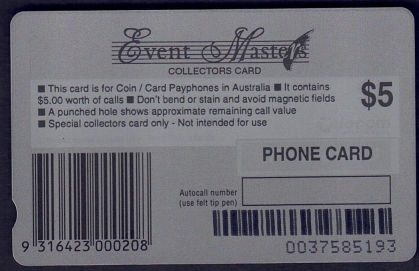 Event Masters
COLLECTORS CARD
■ This card is for Coin / Card Payphones in Australia ■ It contains
$5.00 worth of calls ■ Don't bend or stain and avoid magnetic fields
■ A punched hole shows approximate remaining call value
■ Special collectors card only - Not intended for use
$5
PHONE CARD
Autocall number
(use felt tip pen)
9 316423 000208
0037585193